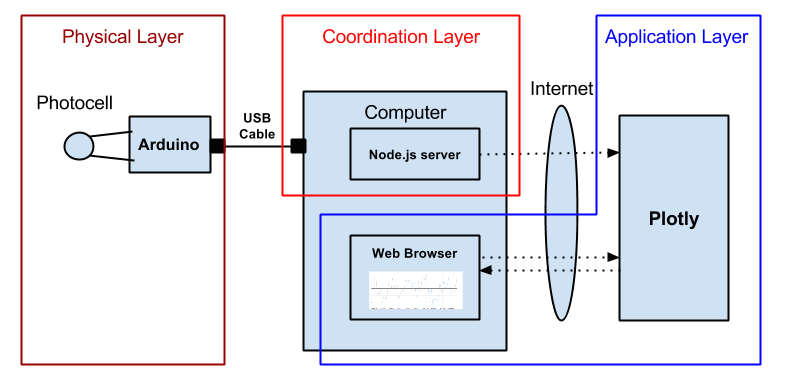 Physical Layer
Coordination Layer
Application Layer
Photocell
Arduino
USB
Cable
Computer
Node.js server
Internet
Web Browser
Plotly